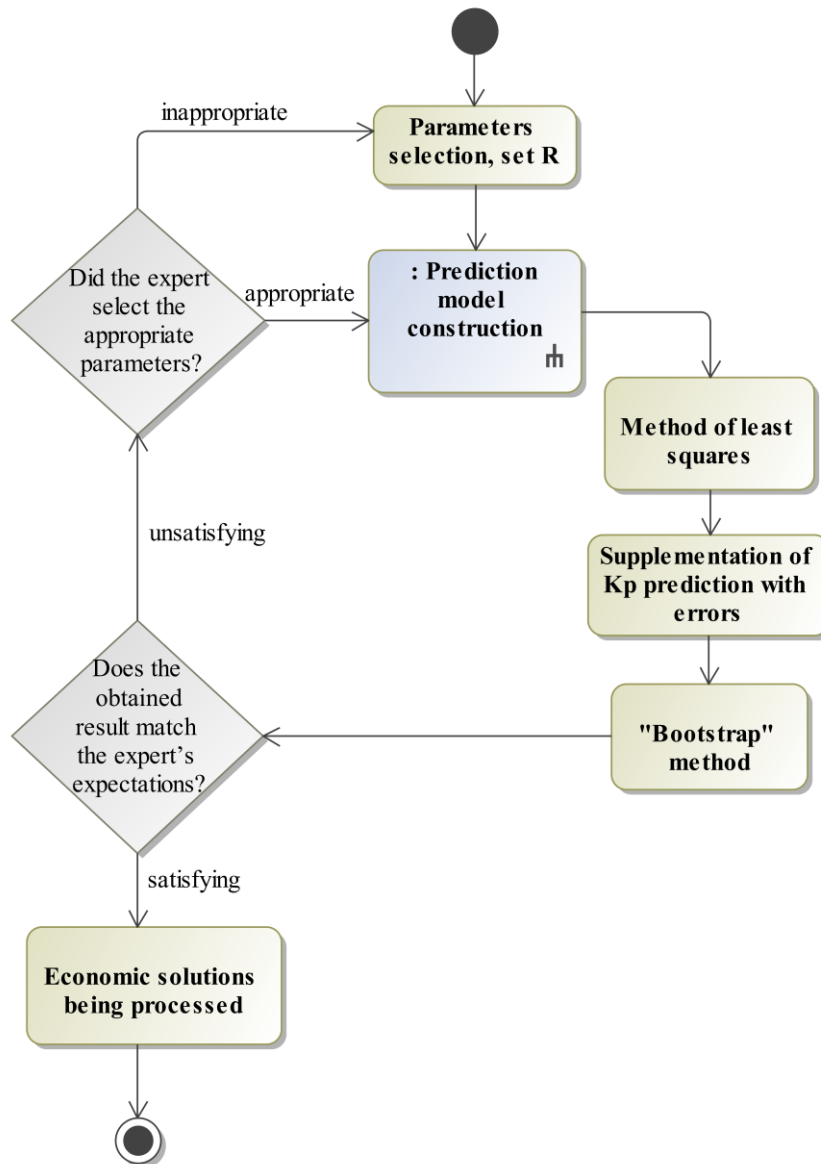 inappropriate
Parameters
selection, set R
Did the expert
select the
appropriate
parameters?
appropriate
: Prediction
model
construction
Method of least
squares
unsatisfying
Supplementation of
Kp prediction with
errors
Does the
obtained
result match
the expert’s
expectations?
"Bootstrap"
method
satisfying
Economic solutions
being processed